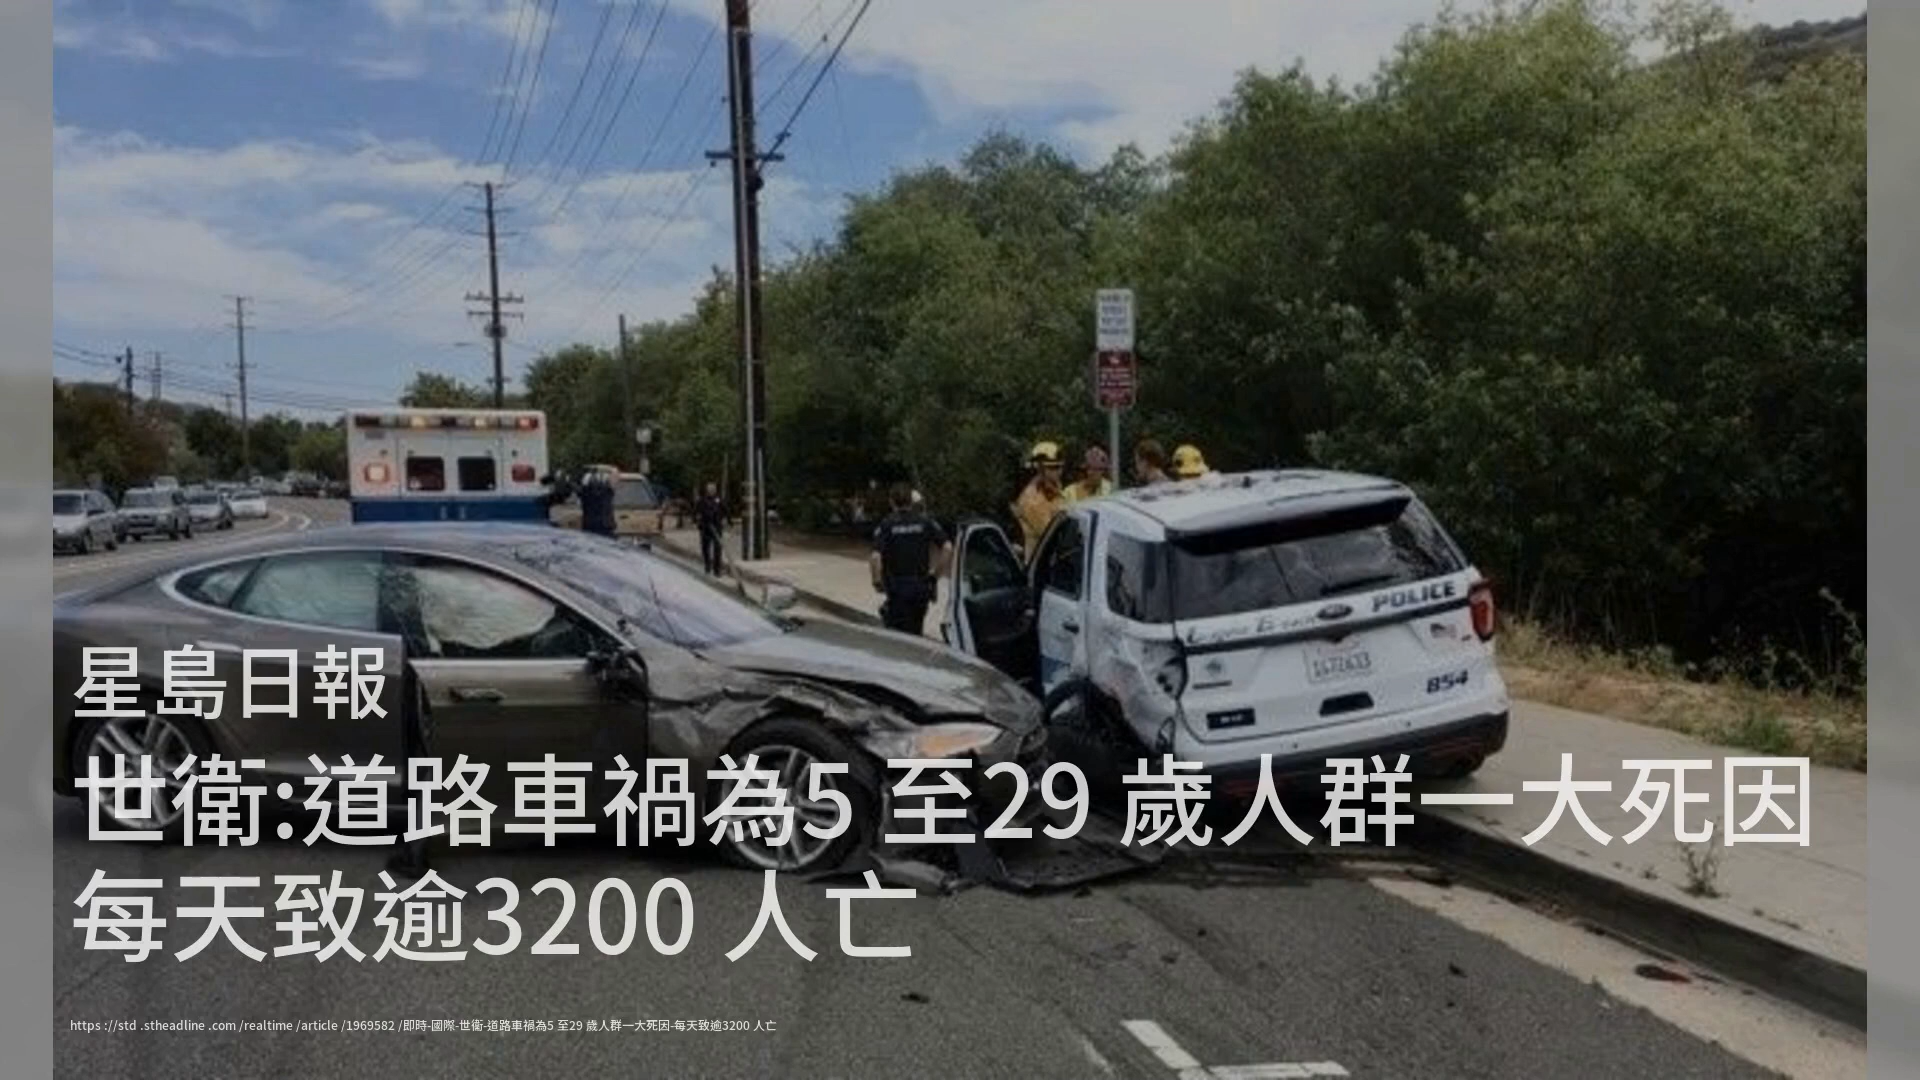 POLICE
854
星島日報
世衛:道路車禍為5 至29 歲人群一大死因
每天致逾3200 人亡
https ://std .stheadline .com /realtime /article /1969582 /即時-國際-世衞-道路車禍為5 至29 歲人群一大死因-每天致逾3200 人亡